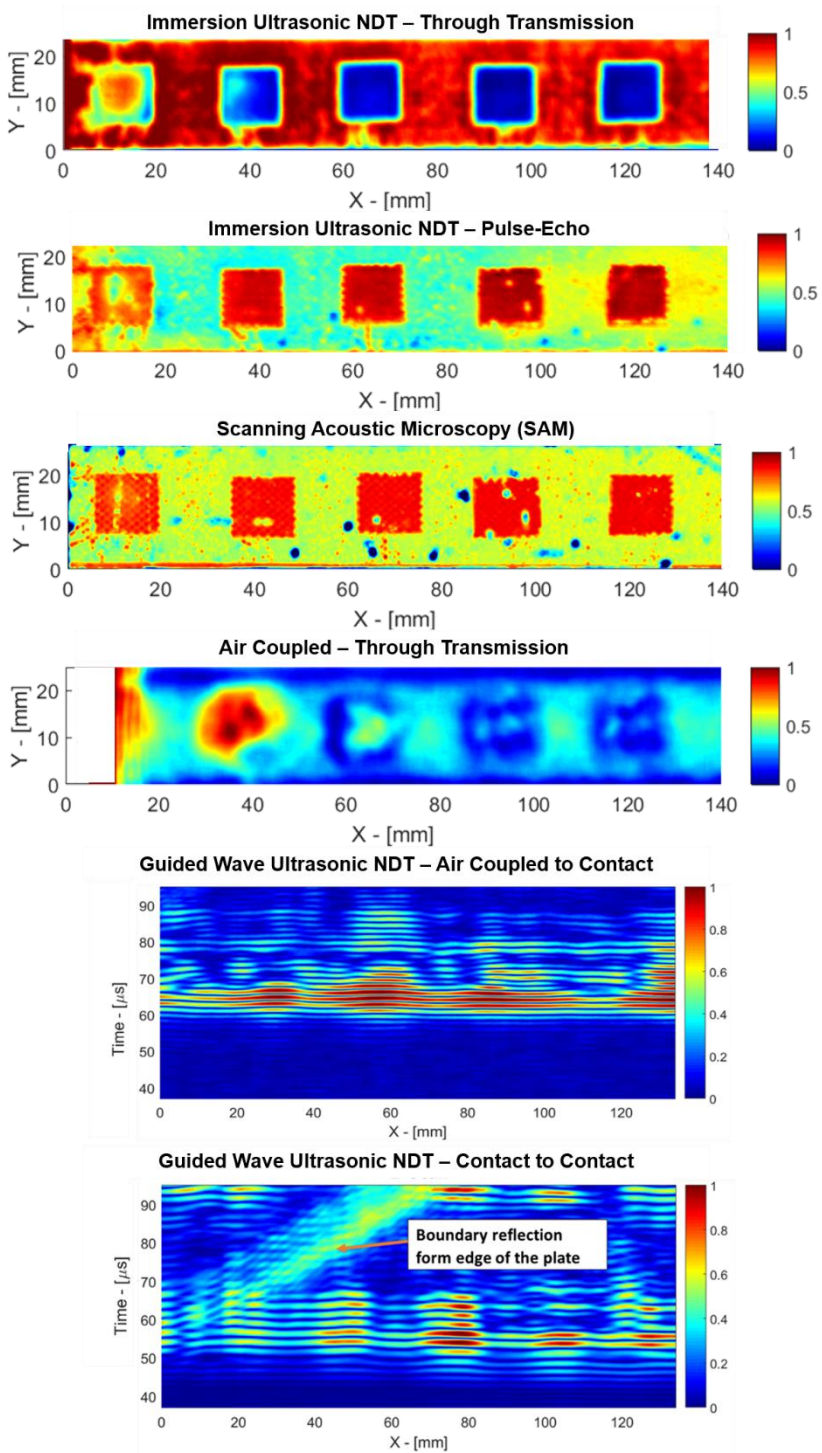 Immersion Ultrasonic NDT – Through Transmission
Y - [mm]
20
10
0
0 20 40 60 80 100 120 140
X - [mm]
1
0.5
0
Immersion Ultrasonic NDT – Pulse-Echo
Y - [mm]
20
10
0
0 20 40 60 80 100 120 140
X - [mm]
1
0.5
0
Scanning Acoustic Microscopy (SAM)
Y - [mm]
20
10
0
0 20 40 60 80 100 120 140
X - [mm]
1
0.5
0
Air Coupled – Through Transmission
Y - [mm]
20
10
0
0 20 40 60 80 100 120 140
X - [mm]
1
0.5
0
Guided Wave Ultrasonic NDT – Air Coupled to Contact
Time - [µs]
90
80
70
60
50
40
0 20 40 60 80 100 120
X - [mm]
1
0.8
0.6
0.4
0.2
0
Guided Wave Ultrasonic NDT – Contact to Contact
Time - [µs]
90
80
70
60
50
40
Boundary reflection
form edge of the plate
0 20 40 60 80 100 120
X - [mm]
1
0.8
0.6
0.4
0.2
0